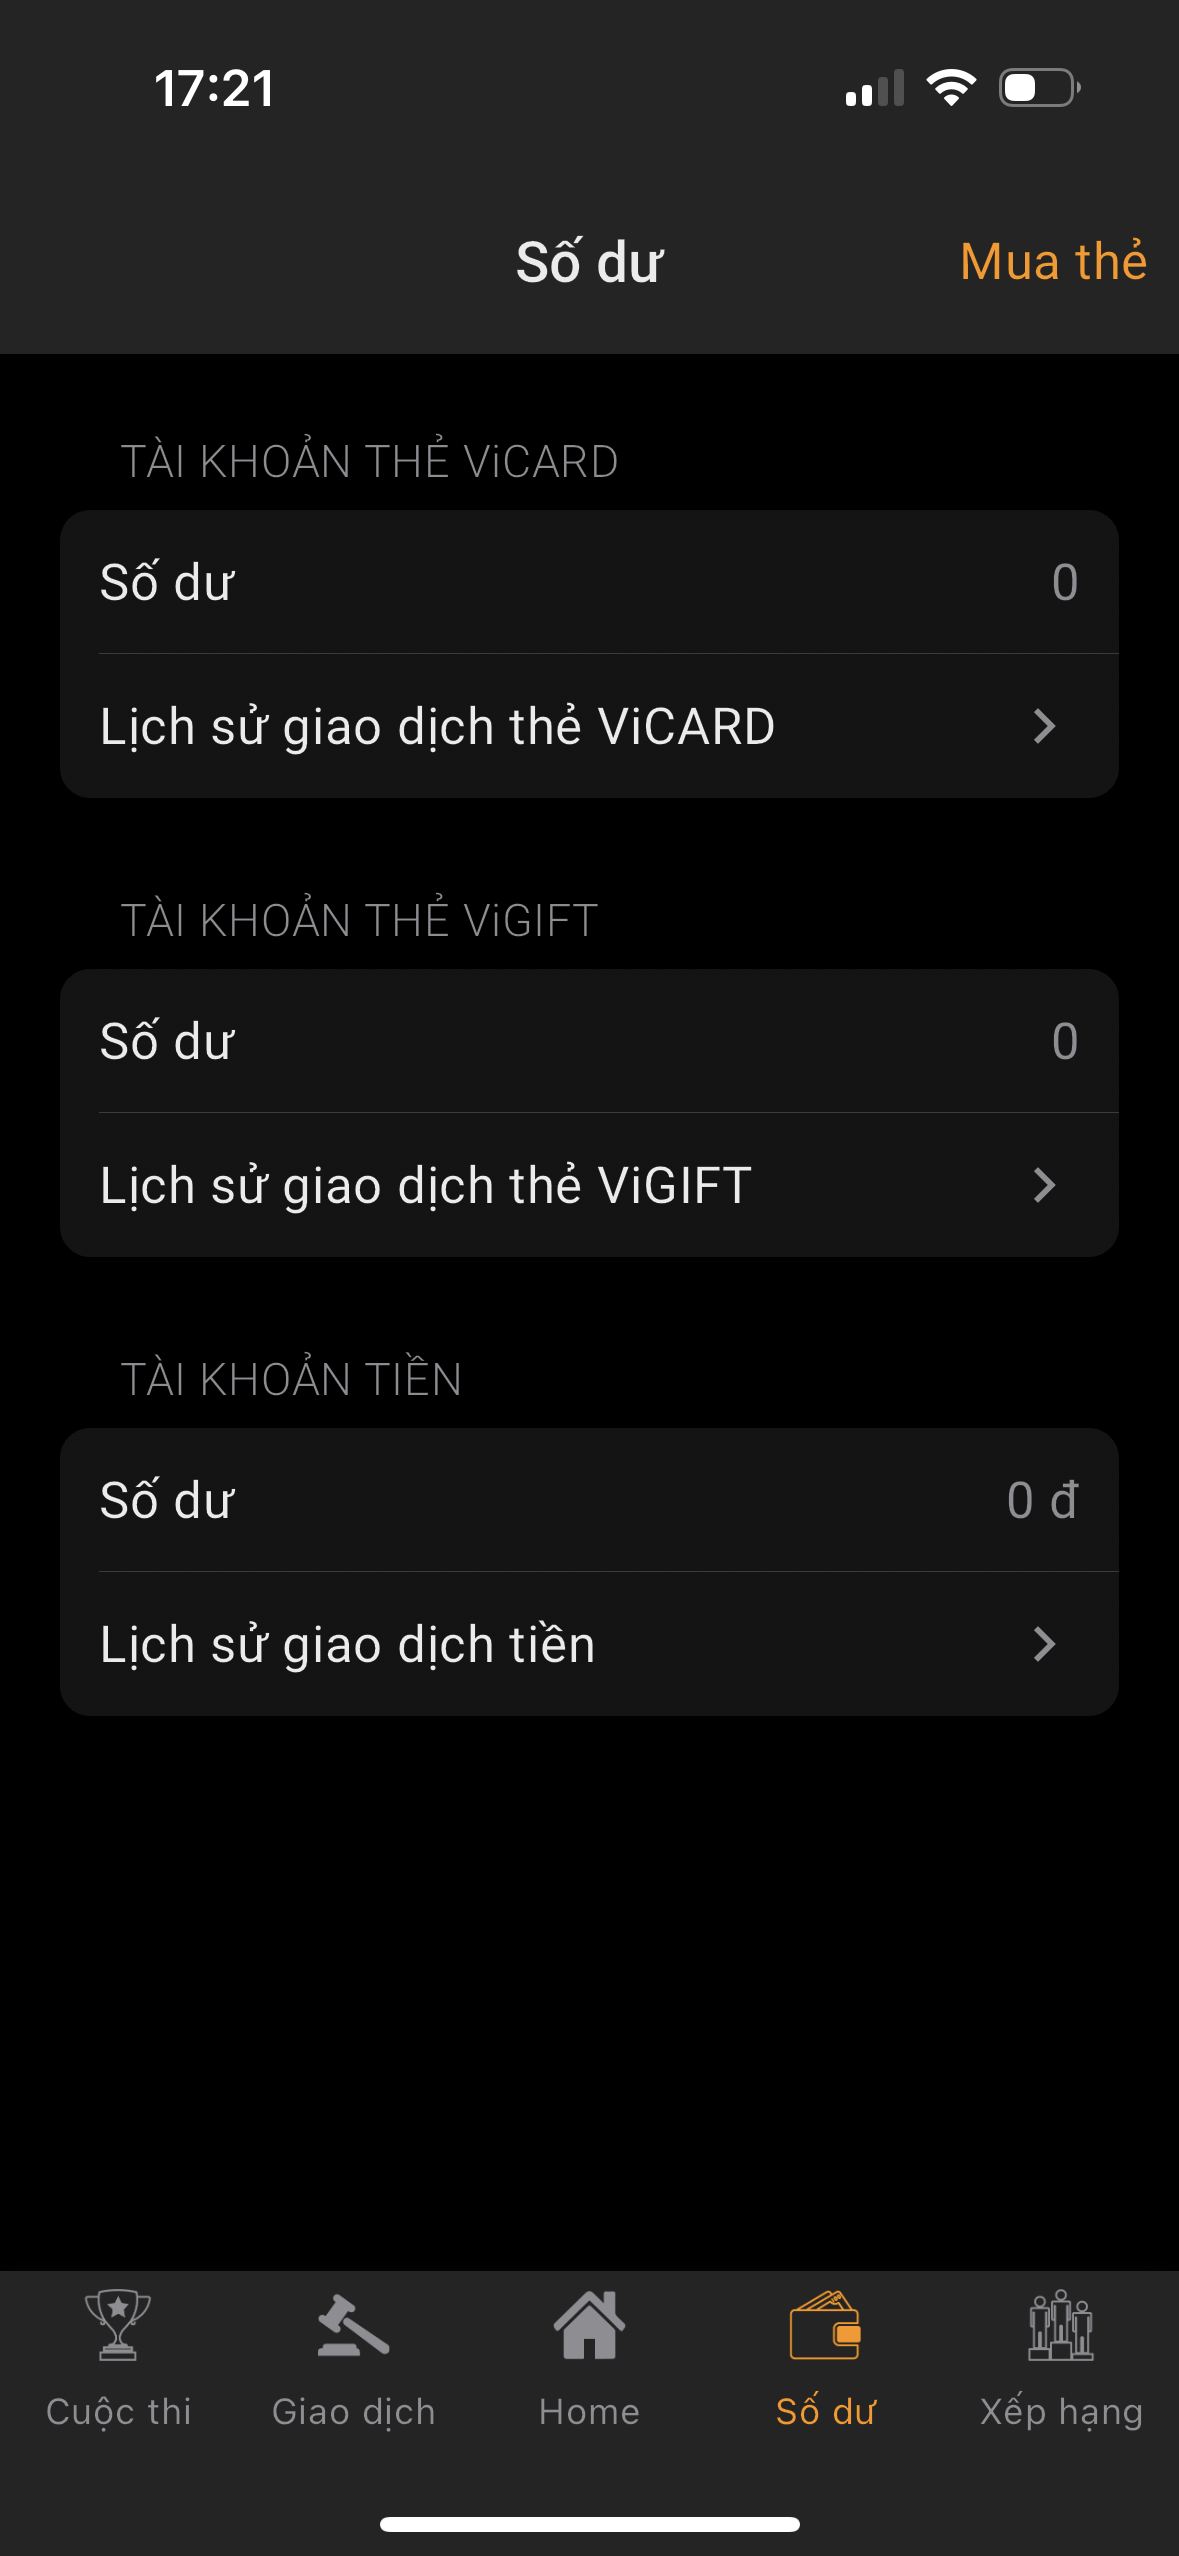 17:21
Số dư
Mua thẻ
TÀI KHOẢN THẺ ViCARD
Số dư 0
Lịch sử giao dịch thẻ ViCARD
TÀI KHOẢN THẺ ViGIFT
Số dư 0
Lịch sử giao dịch thẻ ViGIFT
TÀI KHOẢN TIỀN
Số dư 0 đ
Lịch sử giao dịch tiền
Cuộc thi
Giao dịch
Home
Số dư
Xếp hạng